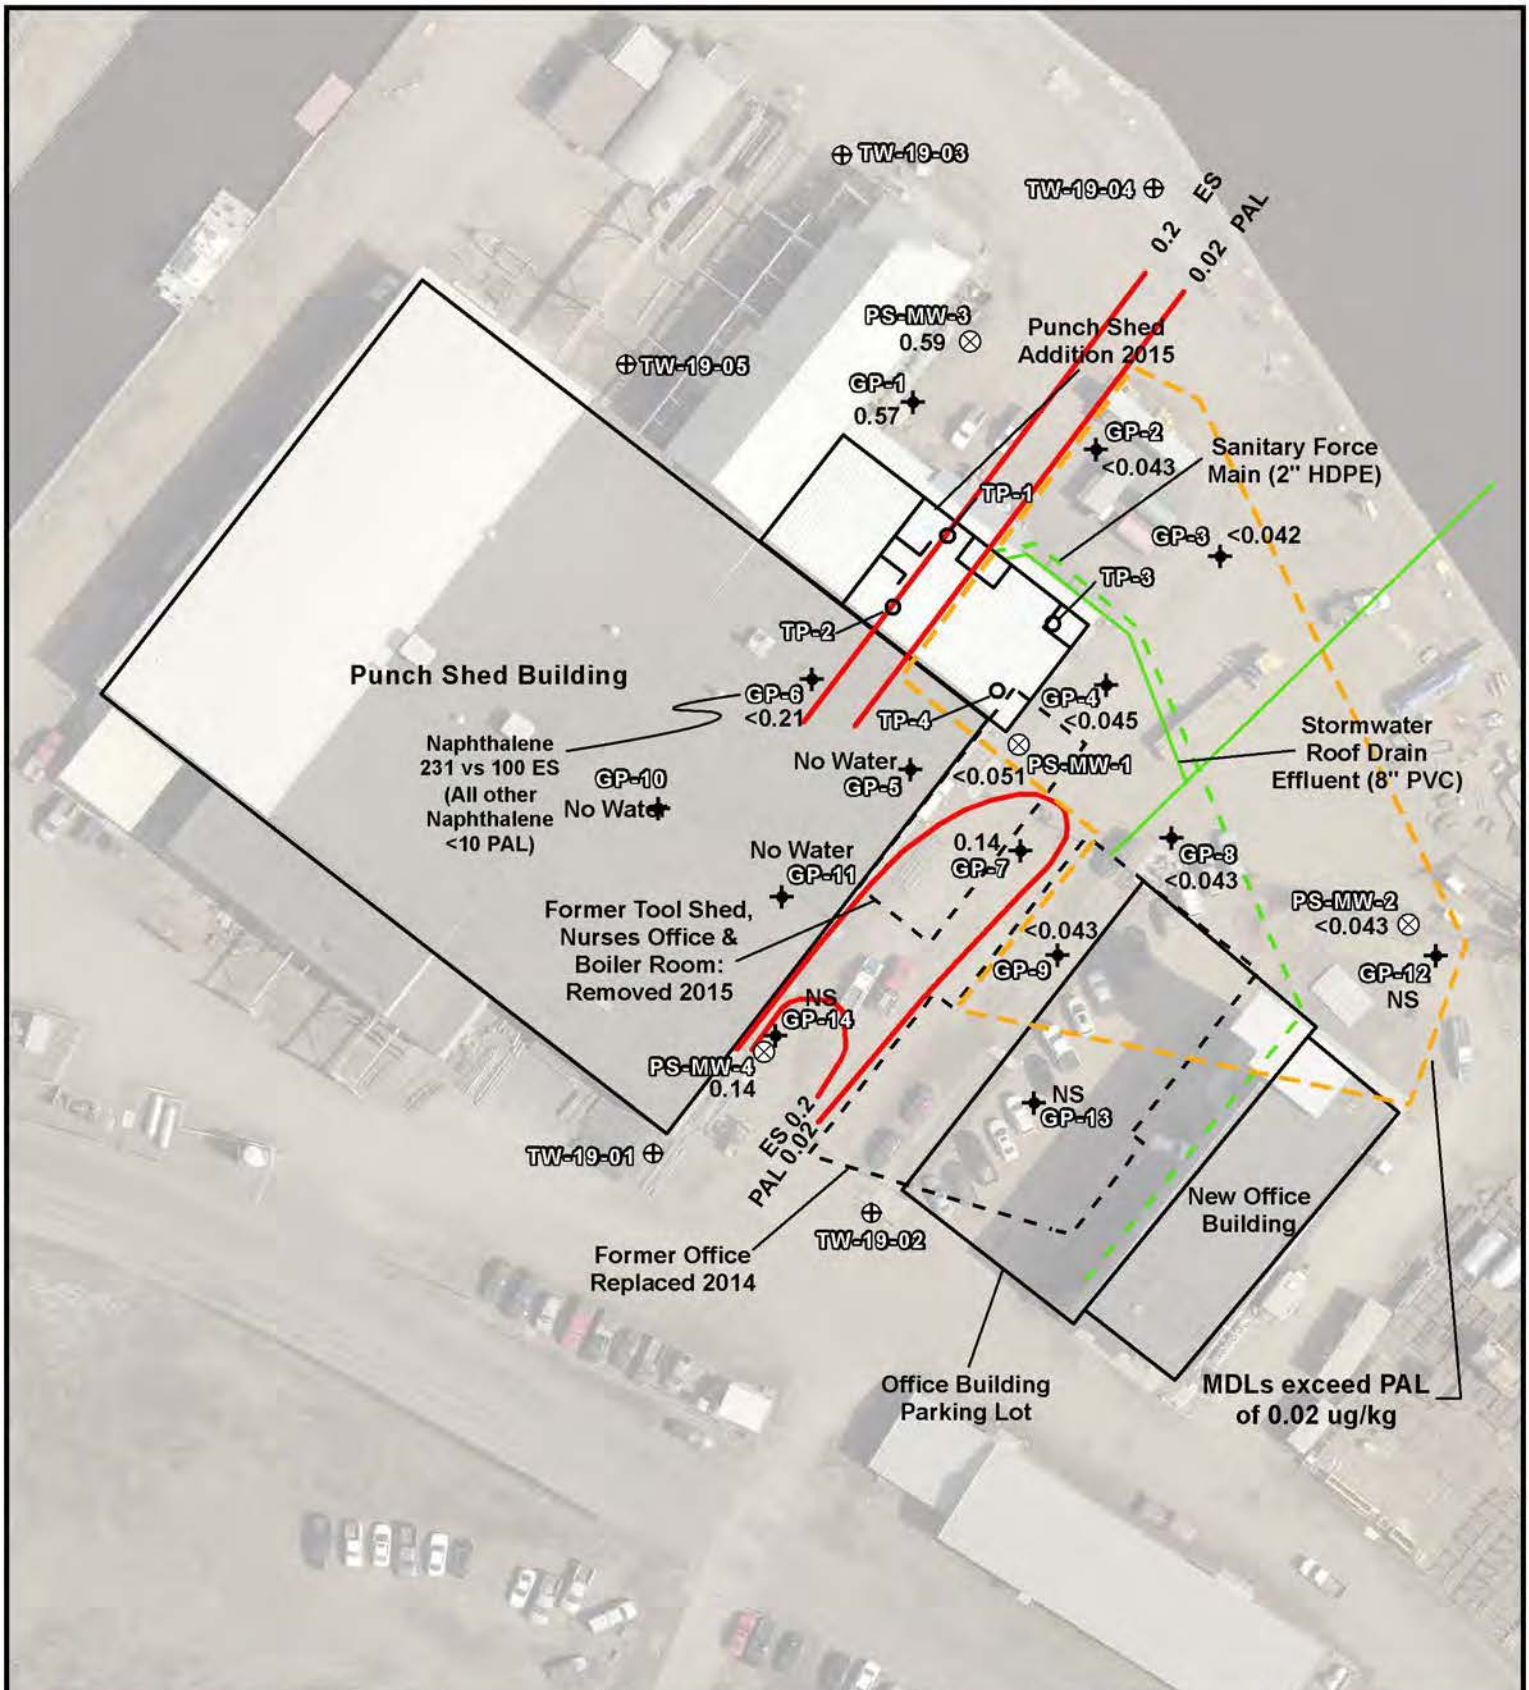 TW-19-03
TW-19-04
0.2 ES
0.02 PAL
PS-MW-3
0.59
Punch Shed
Addition 2015
TW-19-05
GP-1
0.57
GP-2
<0.043
Sanitary Force
Main (2" HDPE)
TP-1
GP-3 <0.042
TP-3
TP-2
Punch Shed Building
GP-6
<0.21
GP-4
<0.045
TP-4
Stormwater
Roof Drain
Effluent (8" PVC)
Naphthalene
231 vs 100 ES
(All other
Naphthalene
<10 PAL)
GP-10
No Water
No Water
GP-5
<0.051
PS-MW-1
0.14
GP-7
No Water
GP-11
GP-8
<0.043
Former Tool Shed,
Nurses Office &
Boiler Room:
Removed 2015
<0.043
GP-9
PS-MW-2
<0.043
GP-12
NS
NS
GP-14
PS-MW-4
0.14
NS
GP-13
ES 0.2
PAL 0.02
TW-19-01
TW-19-02
New Office
Building
Former Office
Replaced 2014
Office Building
Parking Lot
MDLs exceed PAL
of 0.02 ug/kg